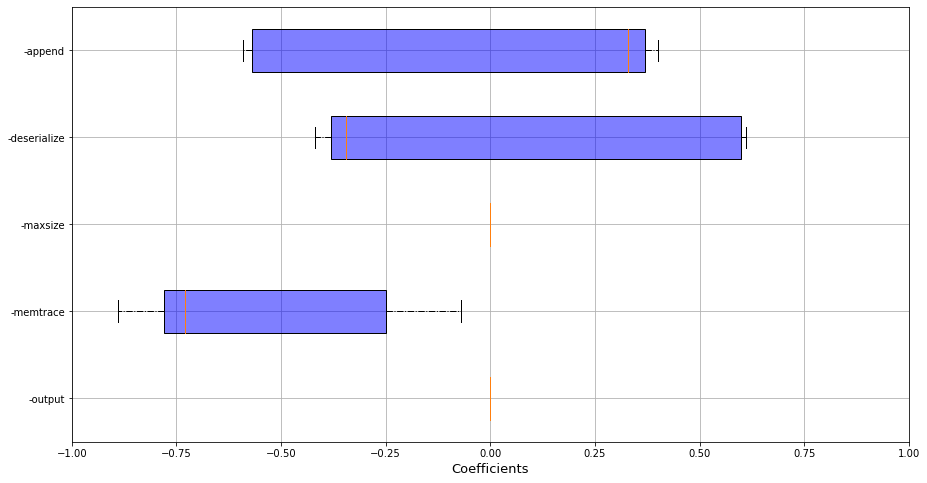 -append
-deserialize
-maxsize
-memtrace
-output
−1.00 −0.75 −0.50 −0.25 0.00 0.25 0.50 0.75 1.00
Coefficients